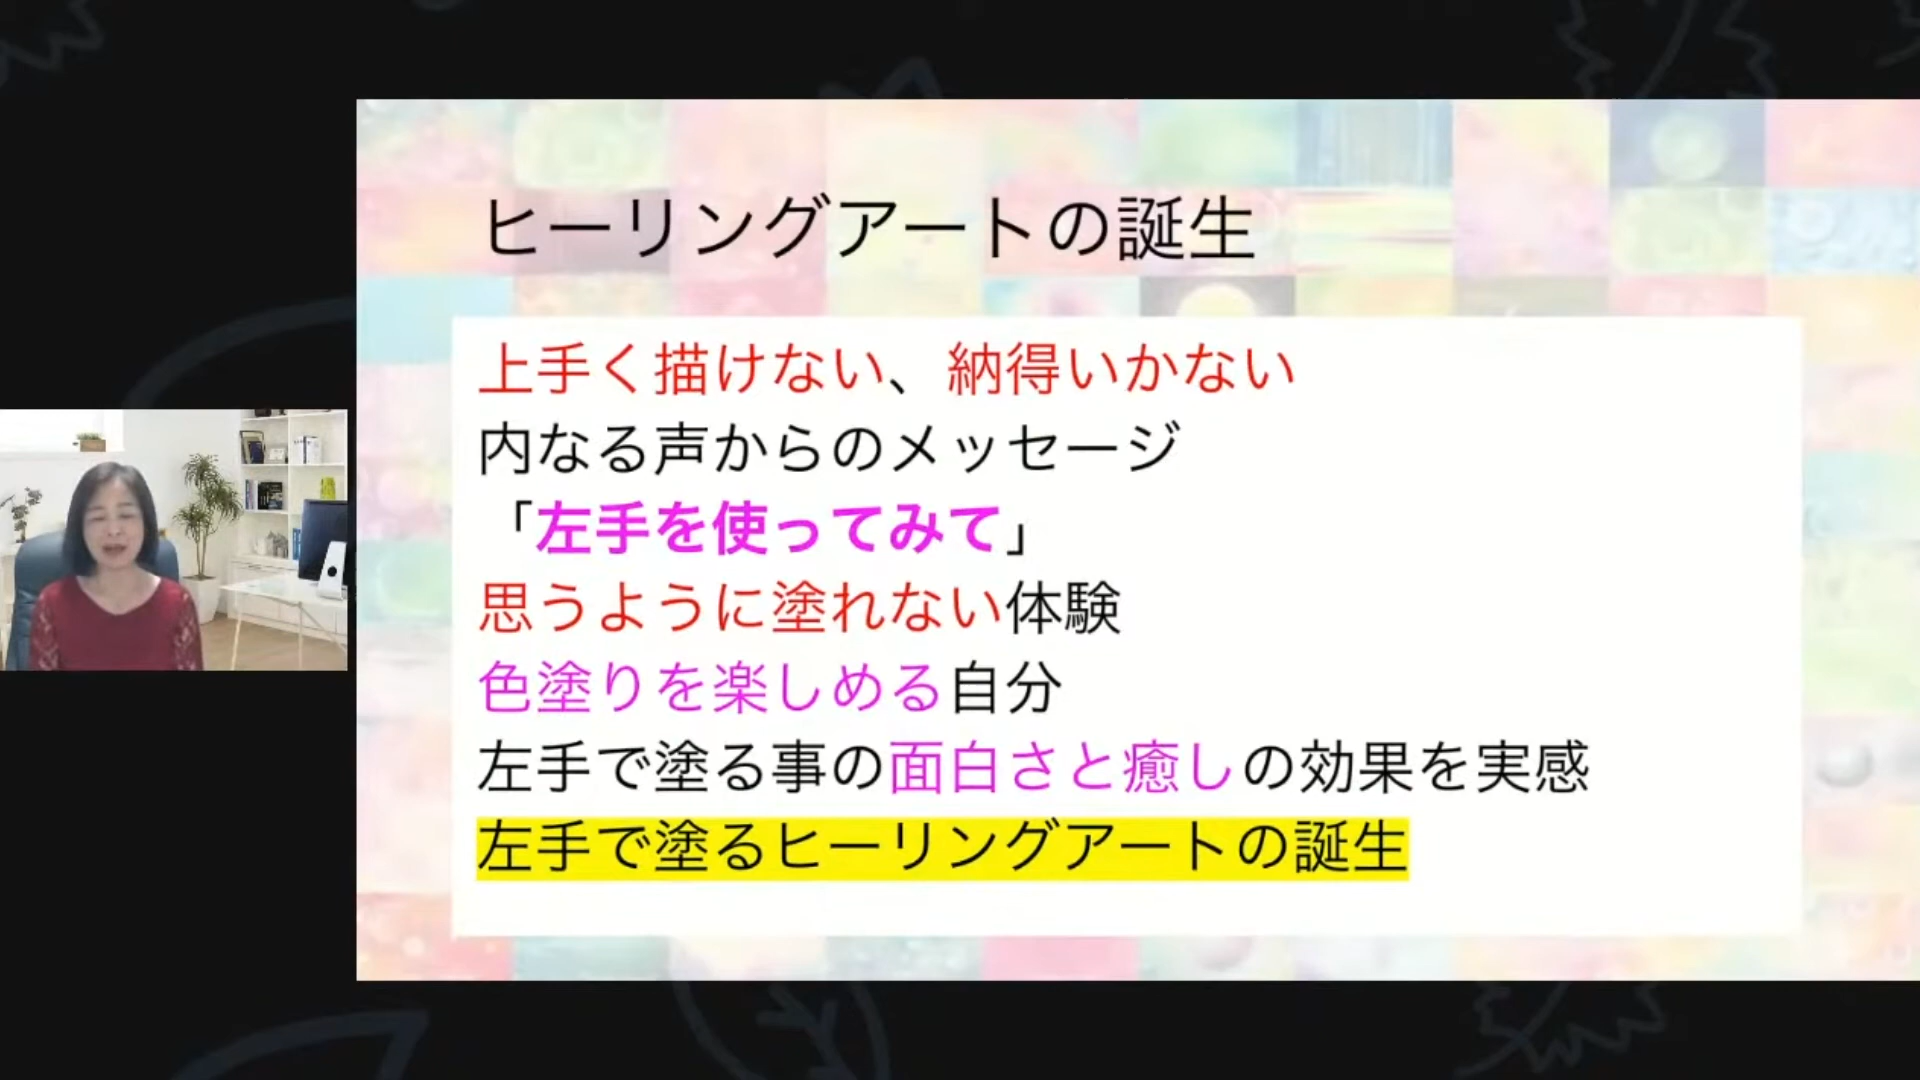 ヒーリングアートの誕生
上手く描けない、納得いかない
内なる声からのメッセージ
「左手を使ってみて」
思うように塗れない体験
色塗りを楽しめる自分
左手で塗る事の面白さと癒しの効果を実感
左手で塗るヒーリングアートの誕生